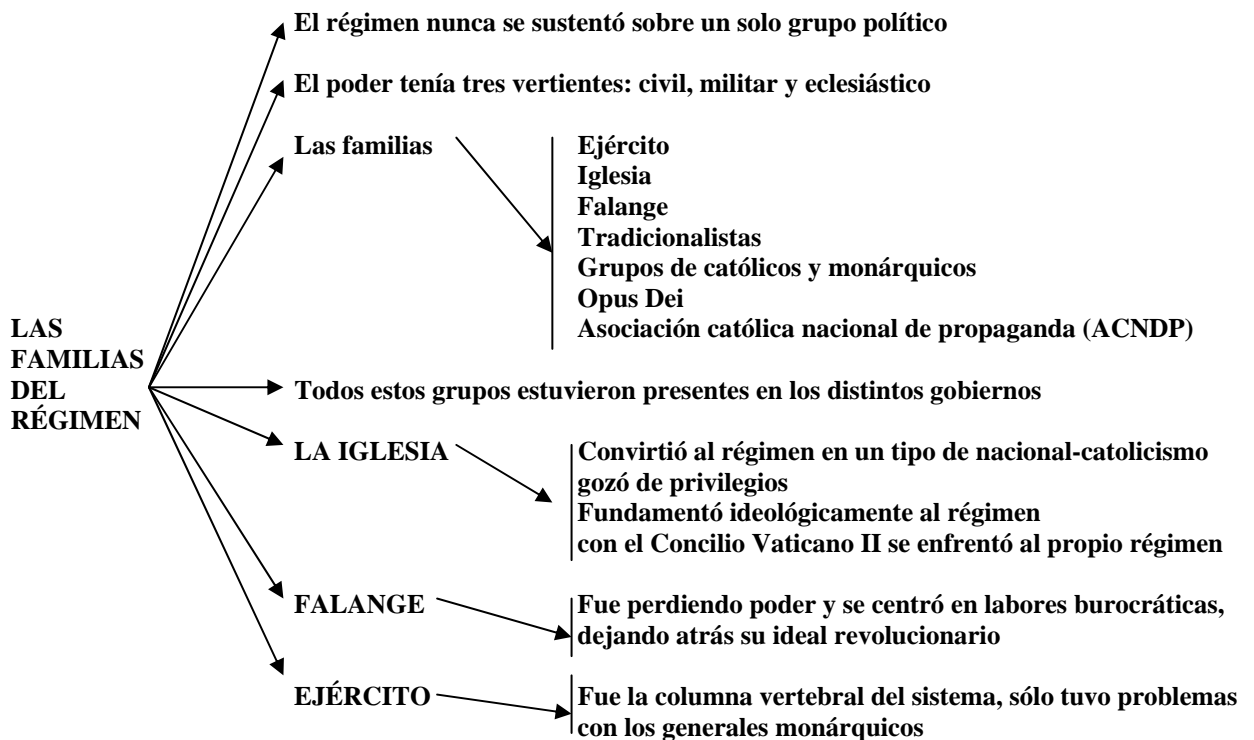 El régimen nunca se sustentó sobre un solo grupo político
El poder tenía tres vertientes: civil, militar y eclesiástico
Las familias
Ejército
Iglesia
Falange
Tradicionalistas
Grupos de católicos y monárquicos
Opus Dei
Asociación católica nacional de propaganda (ACNDP)
LAS
FAMILIAS
DEL
RÉGIMEN
Todos estos grupos estuvieron presentes en los distintos gobiernos
LA IGLESIA
Convirtió al régimen en un tipo de nacional-catolicismo
gozó de privilegios
Fundamentó ideológicamente al régimen
con el Concilio Vaticano II se enfrentó al propio régimen
FALANGE
Fue perdiendo poder y se centró en labores burocráticas,
dejando atrás su ideal revolucionario
EJÉRCITO
Fue la columna vertebral del sistema, sólo tuvo problemas
con los generales monárquicos